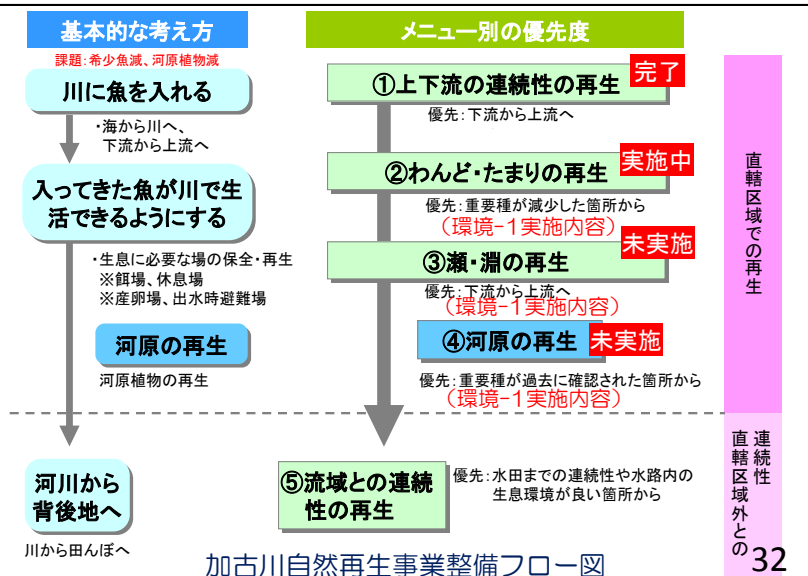 基本的な考え方
課題：希少魚減、河原植物減
川に魚を入れる
・海から川へ、
下流から上流へ
入ってきた魚が川で生
活できるようにする
・生息に必要な場の保全・再生
※餌場、休息場
※産卵場、出水時避難場
河原の再生
河原植物の再生
河川から
背後地へ
川から田んぼへ
メニュー別の優先度
①上下流の連続性の再生
完了
優先：下流から上流へ
②わんど・たまりの再生
実施中
優先：重要種が減少した箇所から
（環境-1実施内容）
③瀬・淵の再生
未実施
優先：下流から上流へ
（環境-1実施内容）
④河原の再生
未実施
優先：重要種が過去に確認された箇所から
（環境-1実施内容）
⑤流域との連続
性の再生
優先：水田までの連続性や水路内の
生息環境が良い箇所から
直轄区域での再生
直轄区域外との
連続性
加古川自然再生事業整備フロー図
32